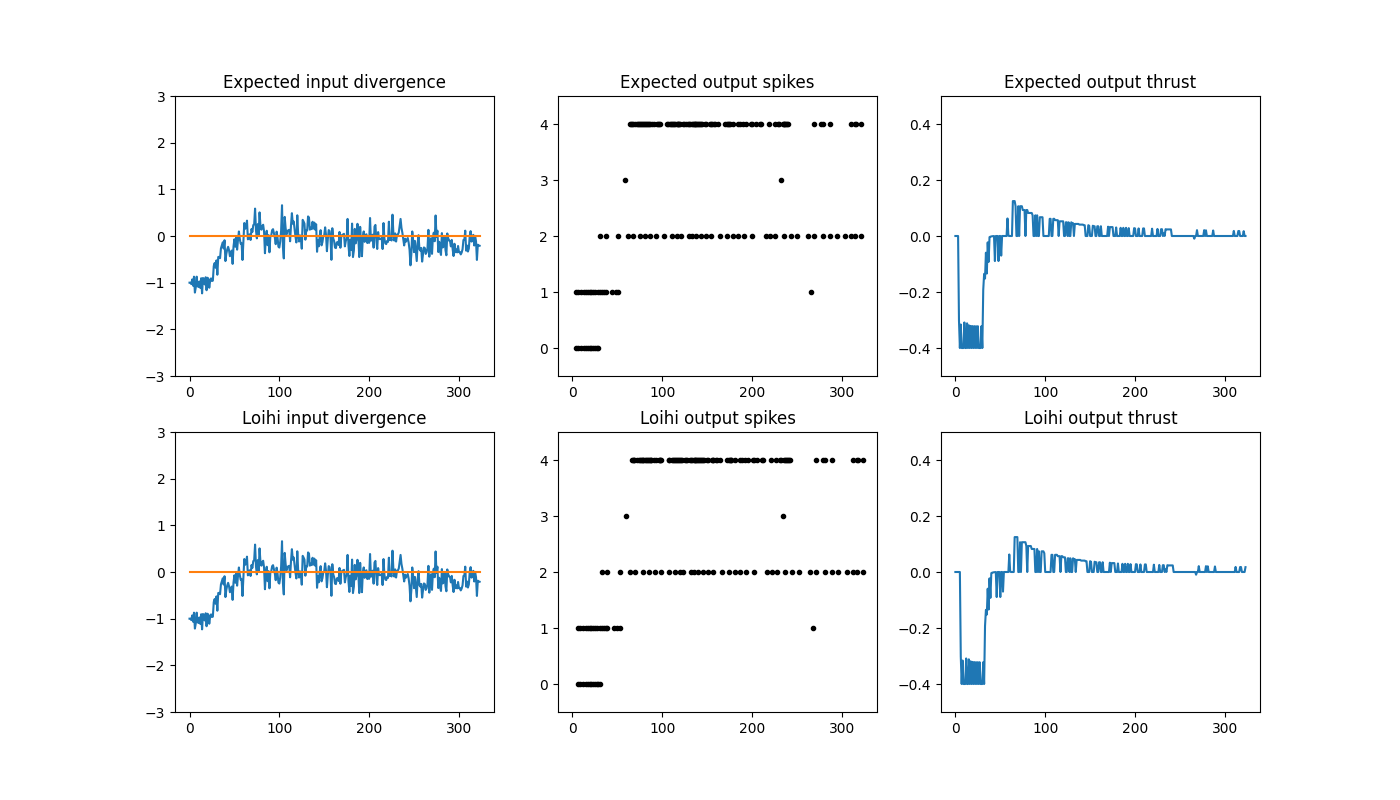 Expected input divergence
3
2
1
0
−1
−2
−3
0 100 200 300
Expected output spikes
4
3
2
1
0
0 100 200 300
Expected output thrust
0.4
0.2
0.0
−0.2
−0.4
0 100 200 300
Loihi input divergence
3
2
1
0
−1
−2
−3
0 100 200 300
Loihi output spikes
4
3
2
1
0
0 100 200 300
Loihi output thrust
0.4
0.2
0.0
−0.2
−0.4
0 100 200 300